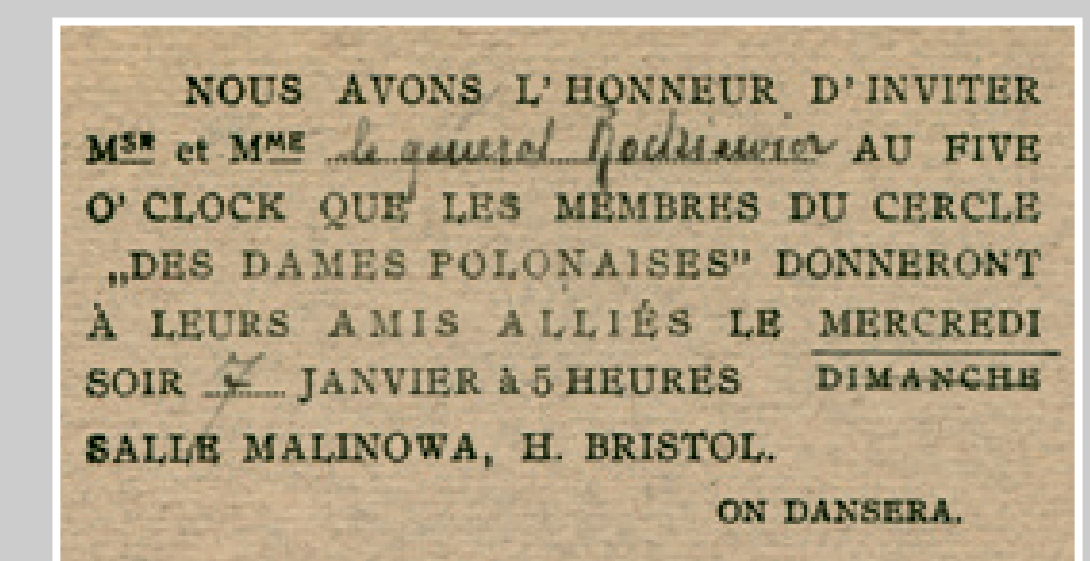 NOUS AVONS L'HONNEUR D'INVITER
MSR et MME le général AU FIVE
O'CLOCK QUE LES MEMBRES DU CERCLE
„DES DAMES POLONAISES" DONNERONT
À LEURS AMIS ALLIÉS LE MERCREDI
SOIR 7 JANVIER à 5 HEURES DIMANCHE
SALLE MALINOWA, H. BRISTOL.
ON DANSERA.